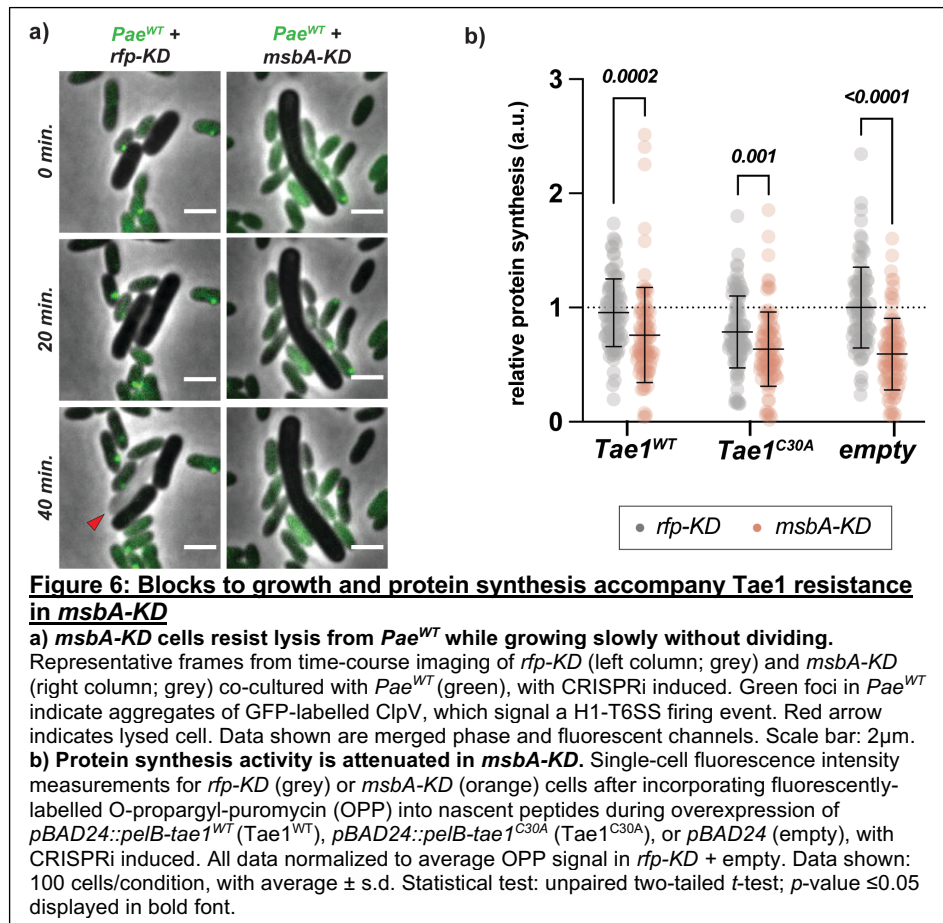 a)
Pae^WT +
rfp-KD
Pae^WT +
msbA-KD
0 min.
20 min.
40 min.
b)
relative protein synthesis (a.u.)
3
2
1
0
0.0002
0.001
<0.0001
Tae1^WT
Tae1^C30A
empty
rfp-KD
msbA-KD
Figure 6: Blocks to growth and protein synthesis accompany Tae1 resistance
in msbA-KD
a) msbA-KD cells resist lysis from Pae^WT while growing slowly without dividing.
Representative frames from time-course imaging of rfp-KD (left column; grey) and msbA-KD
(right column; grey) co-cultured with Pae^WT (green), with CRISPRi induced. Green foci in Pae^WT
indicate aggregates of GFP-labelled ClpV, which signal a H1-T6SS firing event. Red arrow
indicates lysed cell. Data shown are merged phase and fluorescent channels. Scale bar: 2µm.
b) Protein synthesis activity is attenuated in msbA-KD. Single-cell fluorescence intensity
measurements for rfp-KD (grey) or msbA-KD (orange) cells after incorporating fluorescently-
labelled O-propargyl-puromycin (OPP) into nascent peptides during overexpression of
pBAD24::pelB-tae1^WT (Tae1^WT), pBAD24::pelB-tae1^C30A (Tae1^C30A), or pBAD24 (empty), with
CRISPRi induced. All data normalized to average OPP signal in rfp-KD + empty. Data shown:
100 cells/condition, with average ± s.d. Statistical test: unpaired two-tailed t-test; p-value ≤0.05
displayed in bold font.